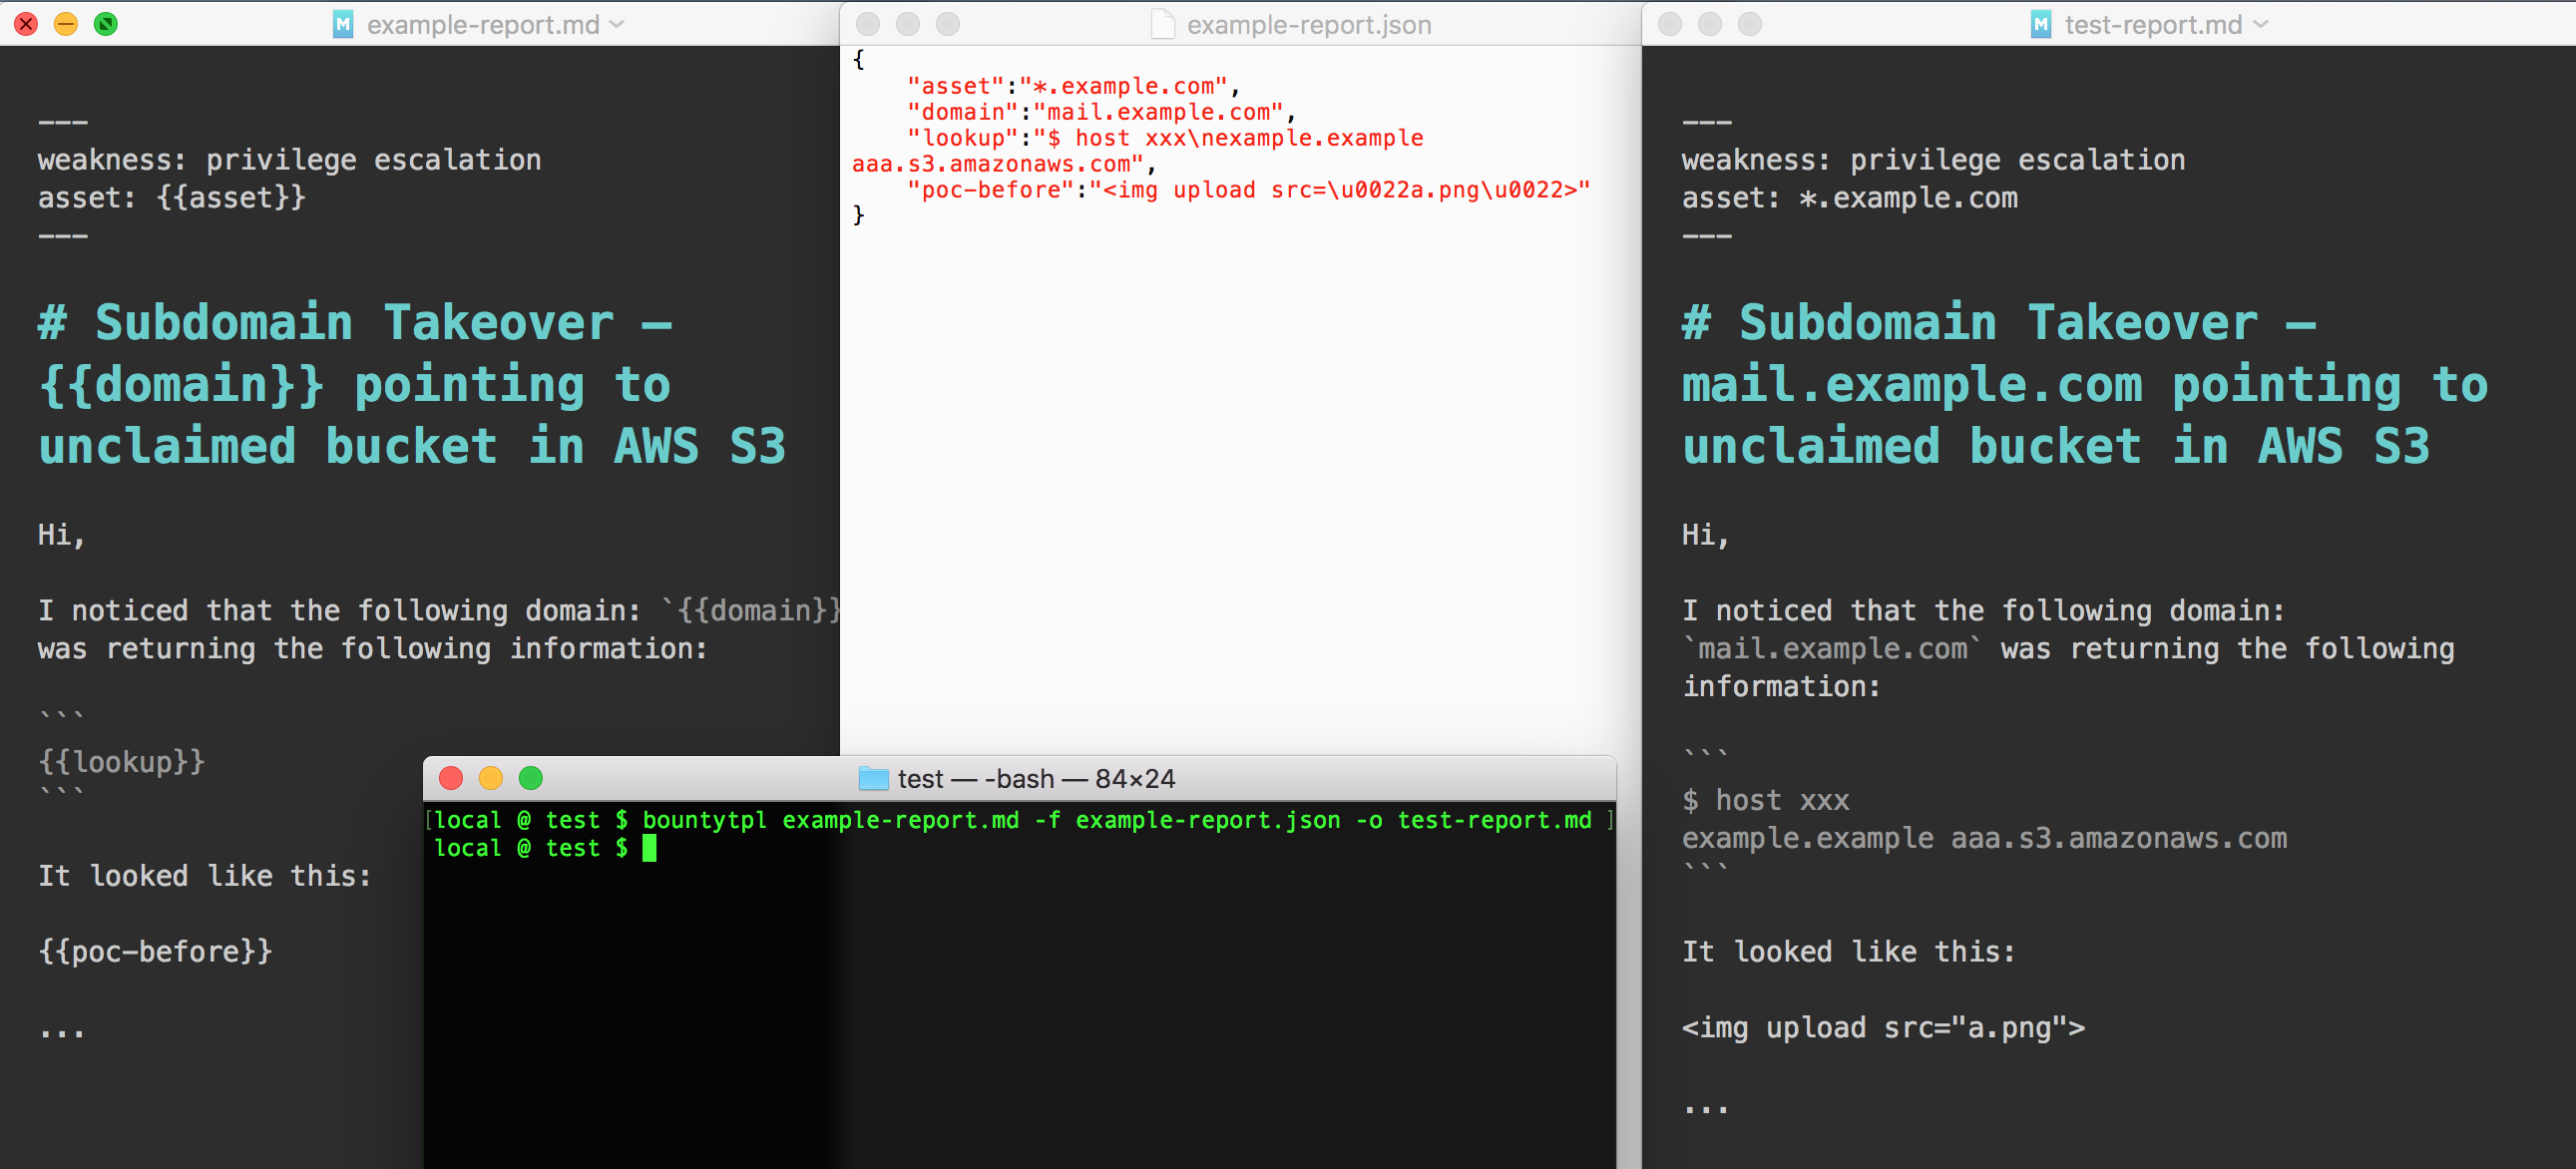 example-report.md
---
weakness: privilege escalation
asset: {{asset}}
---
# Subdomain Takeover –
{{domain}} pointing to
unclaimed bucket in AWS S3
Hi,
I noticed that the following domain: `{{domain}}
was returning the following information:
```
{{lookup}}
```
It looked like this:
{{poc-before}}
...
example-report.json
{
"asset":"*.example.com",
"domain":"mail.example.com",
"lookup":"$ host xxx\nexample.example
aaa.s3.amazonaws.com",
"poc-before":"<img upload src=\u0022a.png\u0022>"
}
test — -bash — 84×24
[local @ test $ bountytpl example-report.md -f example-report.json -o test-report.md ]
local @ test $
test-report.md
---
weakness: privilege escalation
asset: *.example.com
---
# Subdomain Takeover –
mail.example.com pointing to
unclaimed bucket in AWS S3
Hi,
I noticed that the following domain:
`mail.example.com` was returning the following
information:
```
$ host xxx
example.example aaa.s3.amazonaws.com
```
It looked like this:
<img upload src="a.png">
...